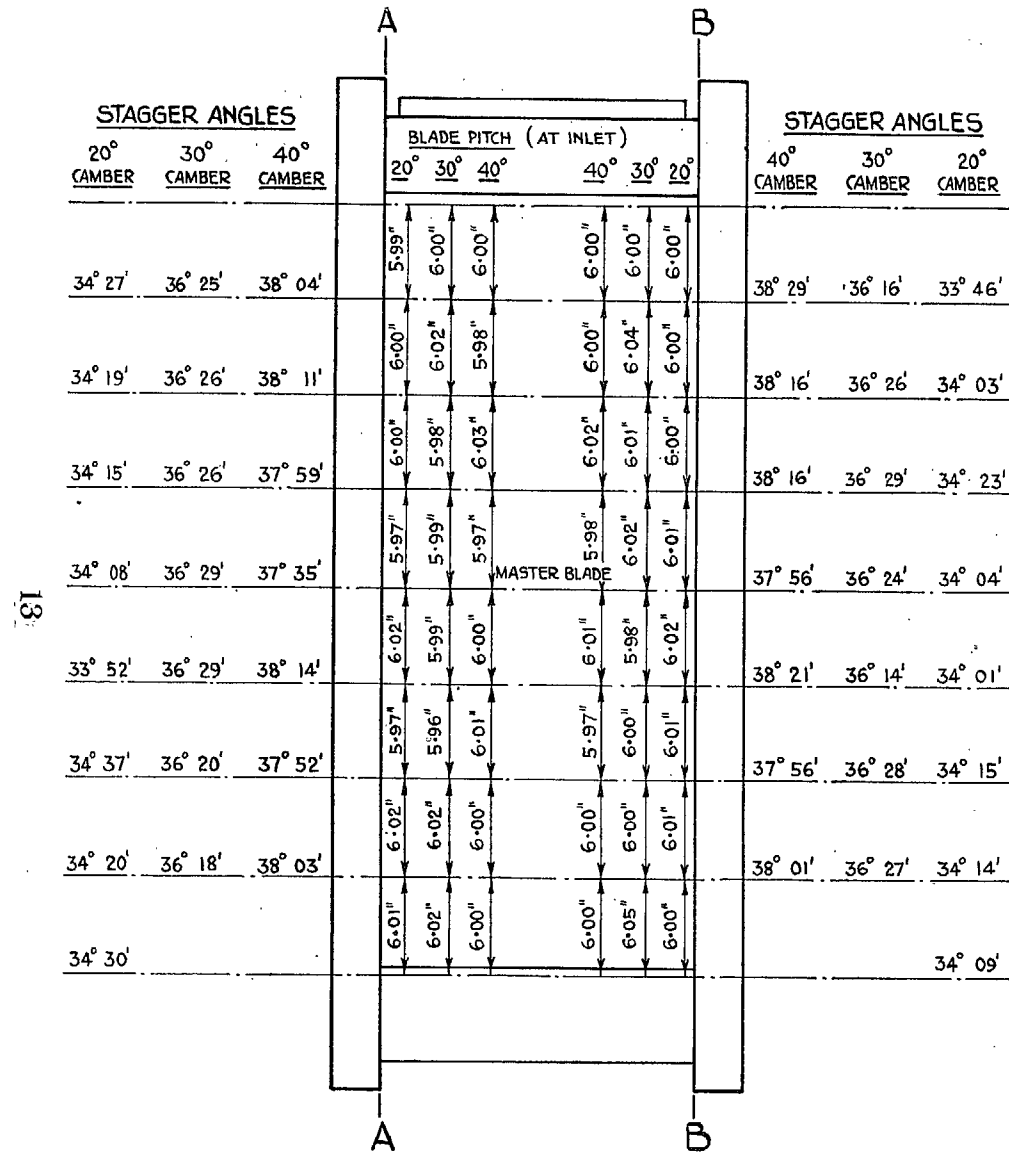 A B
STAGGER ANGLES
20° 30° 40°
CAMBER CAMBER CAMBER
BLADE PITCH (AT INLET)
20° 30° 40° 40° 30° 20°
STAGGER ANGLES
40° 30° 20°
CAMBER CAMBER CAMBER
5·99" 6·00" 6·00" 6·00" 6·00" 6·00"
34° 27' 36° 25' 38° 04' 38° 29' 36° 16' 33° 46'
6·00" 6·02" 5·98" 6·00" 6·04" 6·00"
34° 19' 36° 26' 38° 11' 38° 16' 36° 26' 34° 03'
6·00" 5·98" 6·03" 6·02" 6·01" 6·00"
34° 15' 36° 26' 37° 59' 38° 16' 36° 29' 34° 23'
5·97" 5·99" 5·97" 5·98" 6·02" 6·01"
34° 08' 36° 29' 37° 35' MASTER BLADE 37° 56' 36° 24' 34° 04'
6·02" 5·99" 6·00" 6·01" 5·98" 6·02"
33° 52' 36° 29' 38° 14' 38° 21' 36° 14' 34° 01'
5·97" 5·96" 6·01" 5·97" 6·00" 6·01"
34° 37' 36° 20' 37° 52' 37° 56' 36° 28' 34° 15'
6·02" 6·02" 6·00" 6·00" 6·00" 6·01"
34° 20' 36° 18' 38° 03' 38° 01' 36° 27' 34° 14'
6·01" 6·02" 6·00" 6·00" 6·05" 6·00"
34° 30' 34° 09'
A B
13